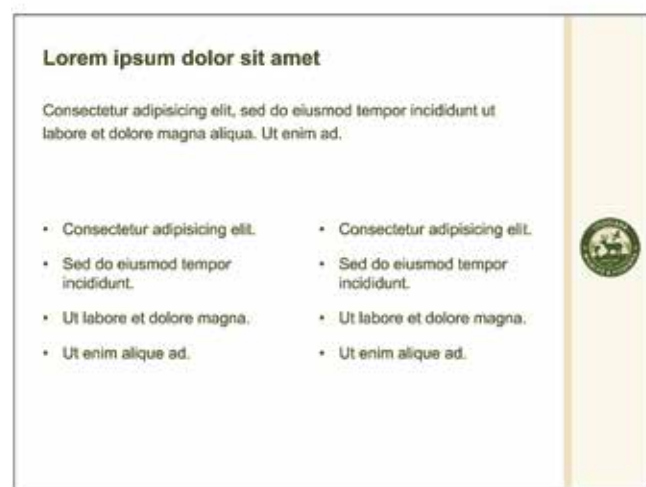 Lorem ipsum dolor sit amet
Consectetur adipisicing elit, sed do eiusmod tempor incididunt ut
labore et dolore magna aliqua. Ut enim ad.
• Consectetur adipisicing elit.
• Sed do eiusmod tempor
incididunt.
• Ut labore et dolore magna.
• Ut enim alique ad.
• Consectetur adipisicing elit.
• Sed do eiusmod tempor
incididunt.
• Ut labore et dolore magna.
• Ut enim alique ad.